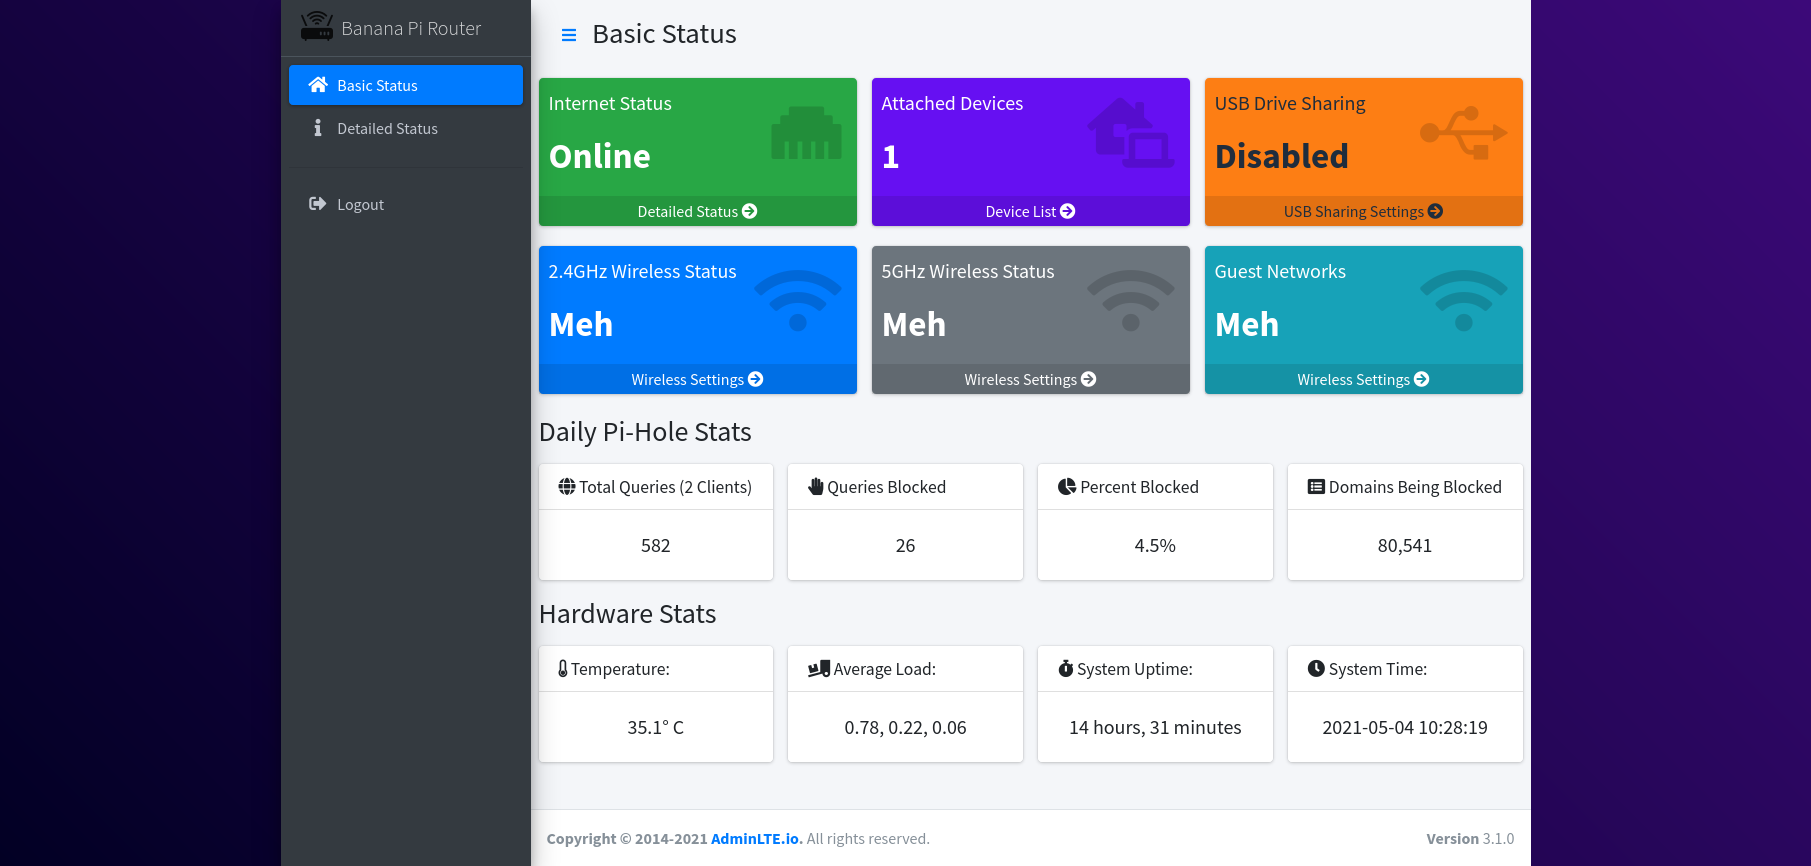 Banana Pi Router
Basic Status
Detailed Status
Logout
Basic Status
Internet Status
Online
Detailed Status
Attached Devices
1
Device List
USB Drive Sharing
Disabled
USB Sharing Settings
2.4GHz Wireless Status
Meh
Wireless Settings
5GHz Wireless Status
Meh
Wireless Settings
Guest Networks
Meh
Wireless Settings
Daily Pi-Hole Stats
Total Queries (2 Clients)
582
Queries Blocked
26
Percent Blocked
4.5%
Domains Being Blocked
80,541
Hardware Stats
Temperature:
35.1° C
Average Load:
0.78, 0.22, 0.06
System Uptime:
14 hours, 31 minutes
System Time:
2021-05-04 10:28:19
Copyright © 2014-2021 AdminLTE.io. All rights reserved.
Version 3.1.0